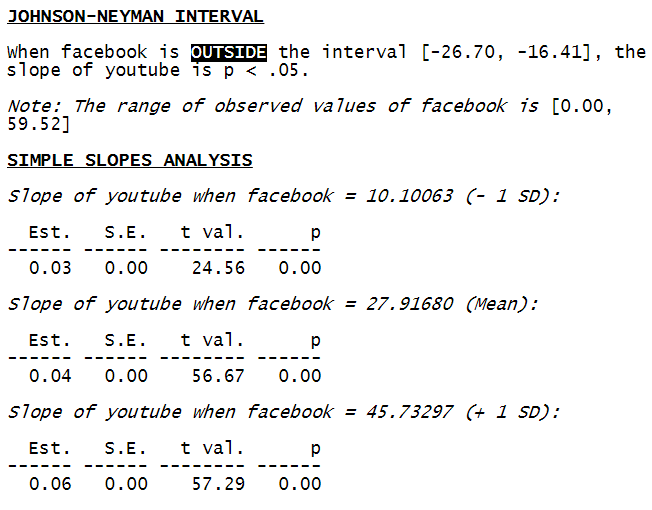 JOHNSON-NEYMAN INTERVAL
When facebook is OUTSIDE the interval [-26.70, -16.41], the
slope of youtube is p < .05.
Note: The range of observed values of facebook is [0.00,
59.52]
SIMPLE SLOPES ANALYSIS
Slope of youtube when facebook = 10.10063 (- 1 SD):
Est. S.E. t val. p
------ ------ -------- ------
0.03 0.00 24.56 0.00
Slope of youtube when facebook = 27.91680 (Mean):
Est. S.E. t val. p
------ ------ -------- ------
0.04 0.00 56.67 0.00
Slope of youtube when facebook = 45.73297 (+ 1 SD):
Est. S.E. t val. p
------ ------ -------- ------
0.06 0.00 57.29 0.00